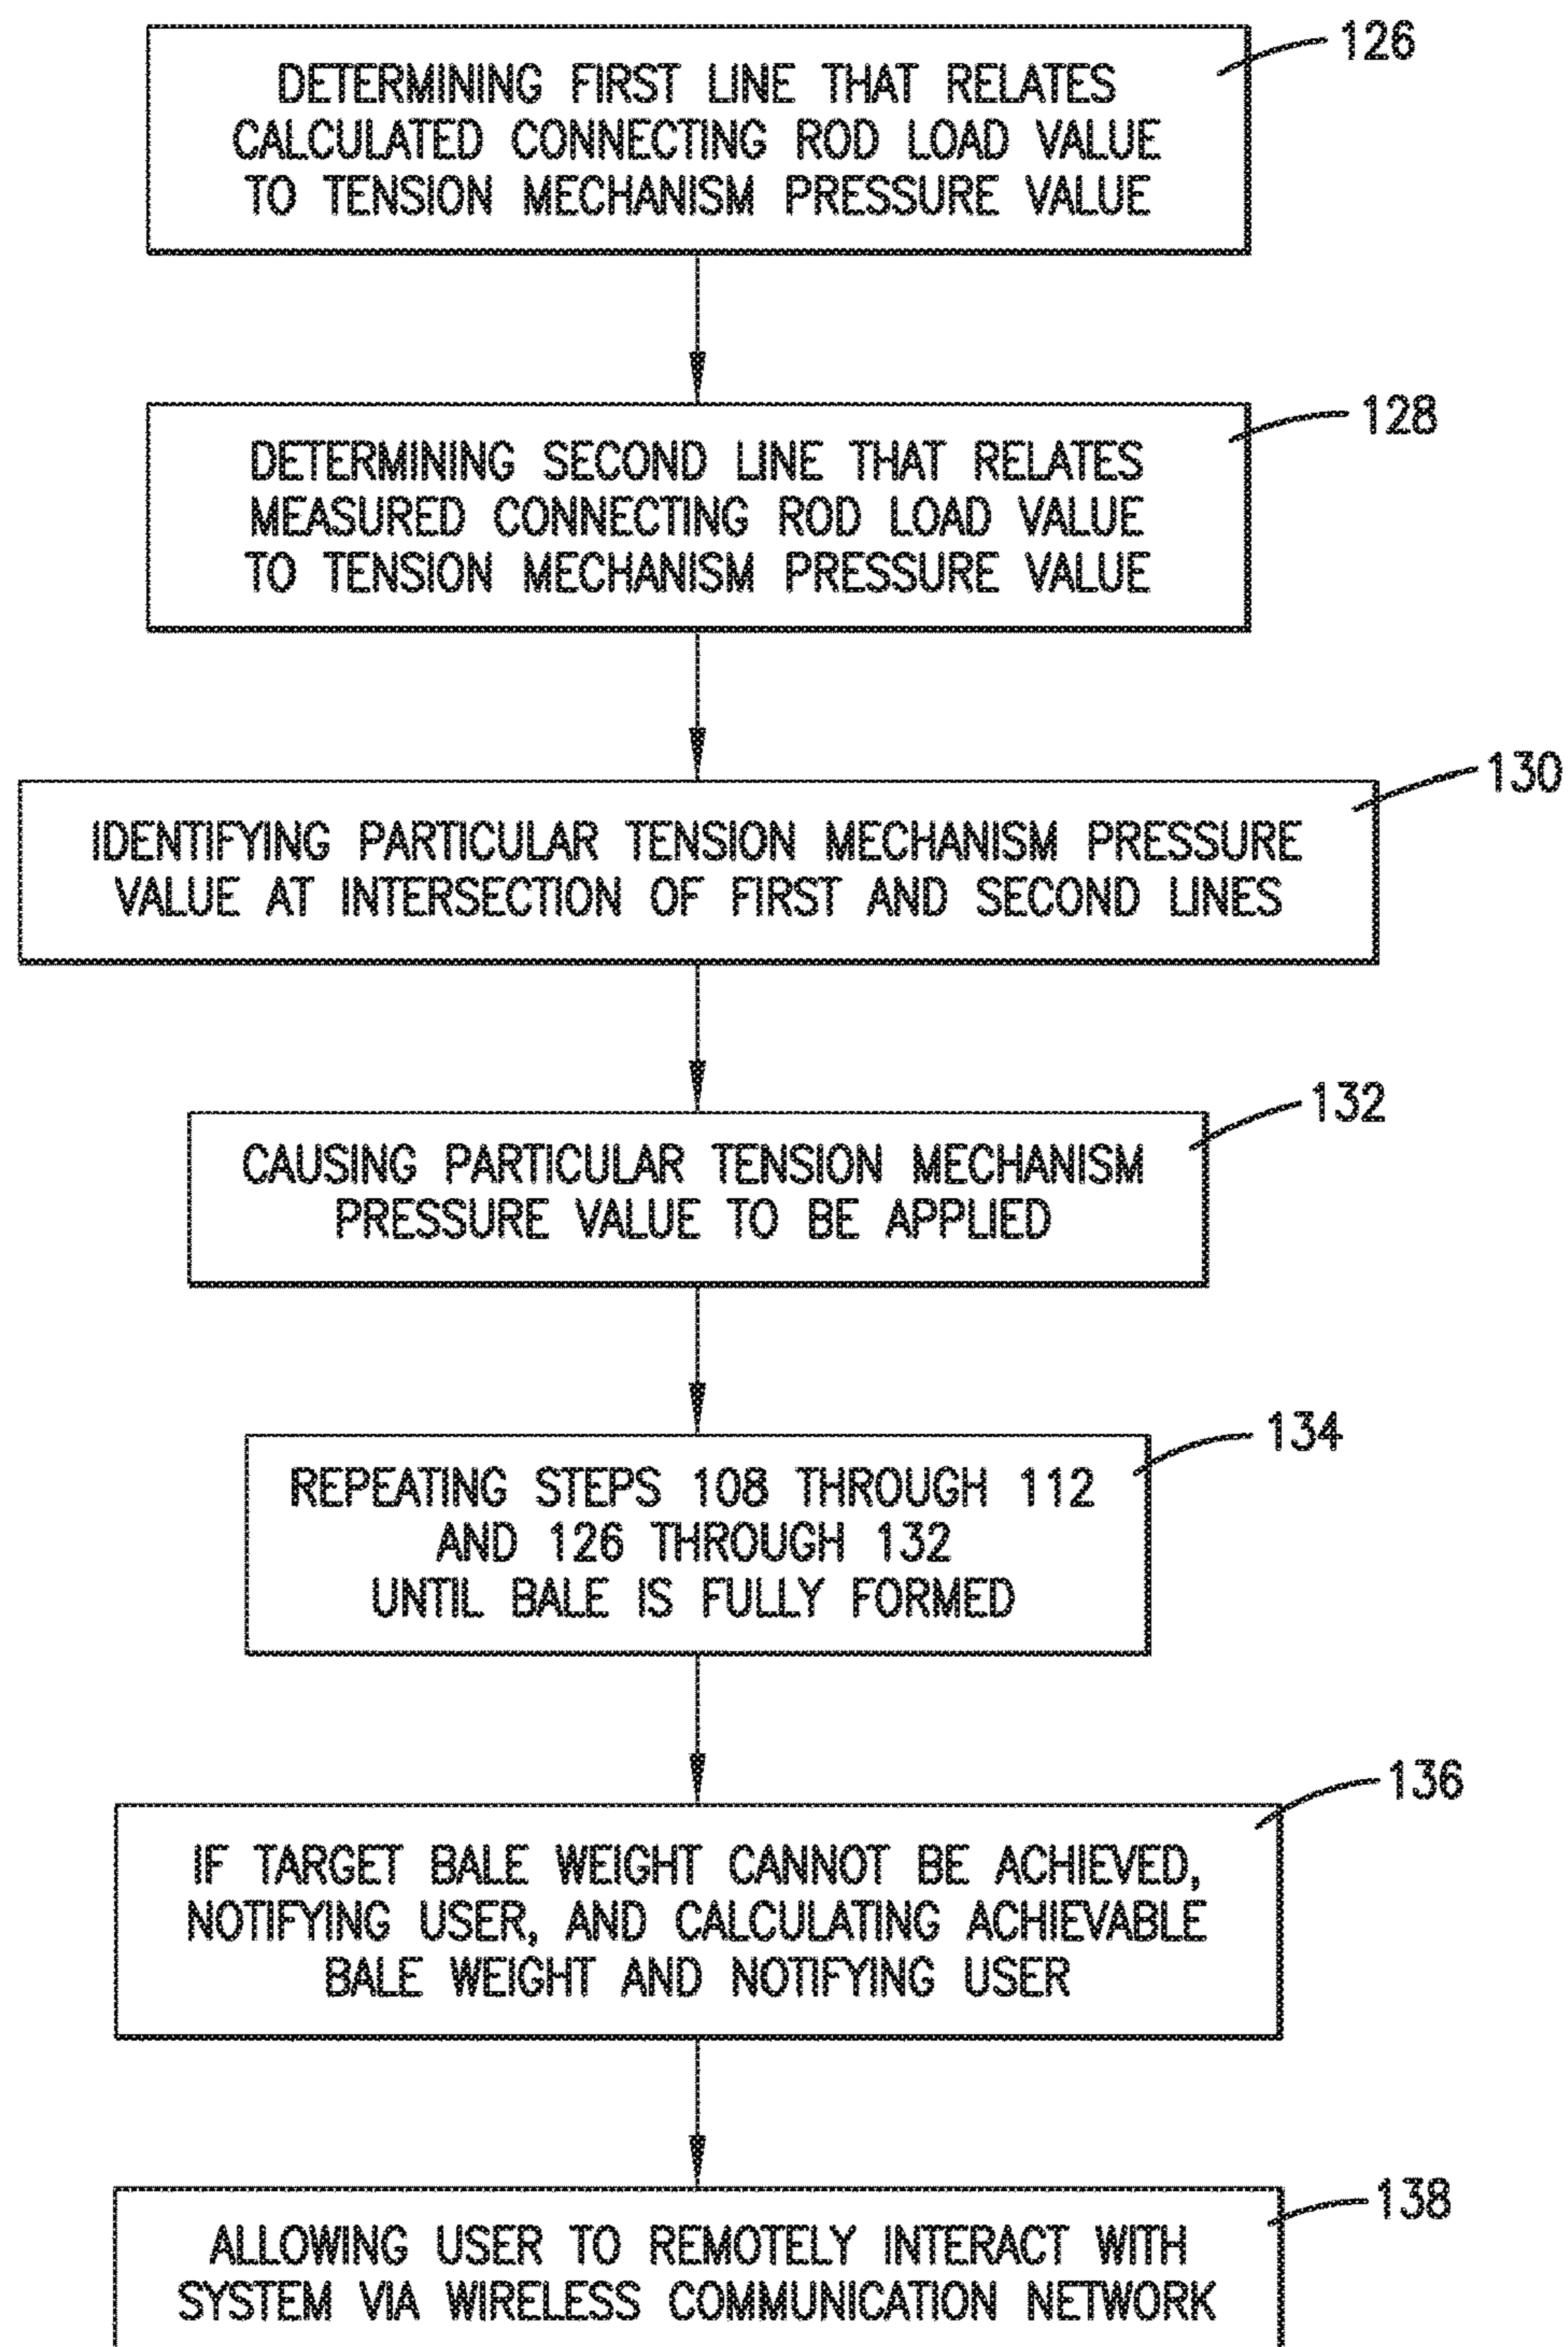 126
DETERMINING FIRST LINE THAT RELATES
CALCULATED CONNECTING ROD LOAD VALUE
TO TENSION MECHANISM PRESSURE VALUE
128
DETERMINING SECOND LINE THAT RELATES
MEASURED CONNECTING ROD LOAD VALUE
TO TENSION MECHANISM PRESSURE VALUE
130
IDENTIFYING PARTICULAR TENSION MECHANISM PRESSURE
VALUE AT INTERSECTION OF FIRST AND SECOND LINES
132
CAUSING PARTICULAR TENSION MECHANISM
PRESSURE VALUE TO BE APPLIED
134
REPEATING STEPS 108 THROUGH 112
AND 126 THROUGH 132
UNTIL BALE IS FULLY FORMED
136
IF TARGET BALE WEIGHT CANNOT BE ACHIEVED,
NOTIFYING USER, AND CALCULATING ACHIEVABLE
BALE WEIGHT AND NOTIFYING USER
138
ALLOWING USER TO REMOTELY INTERACT WITH
SYSTEM VIA WIRELESS COMMUNICATION NETWORK